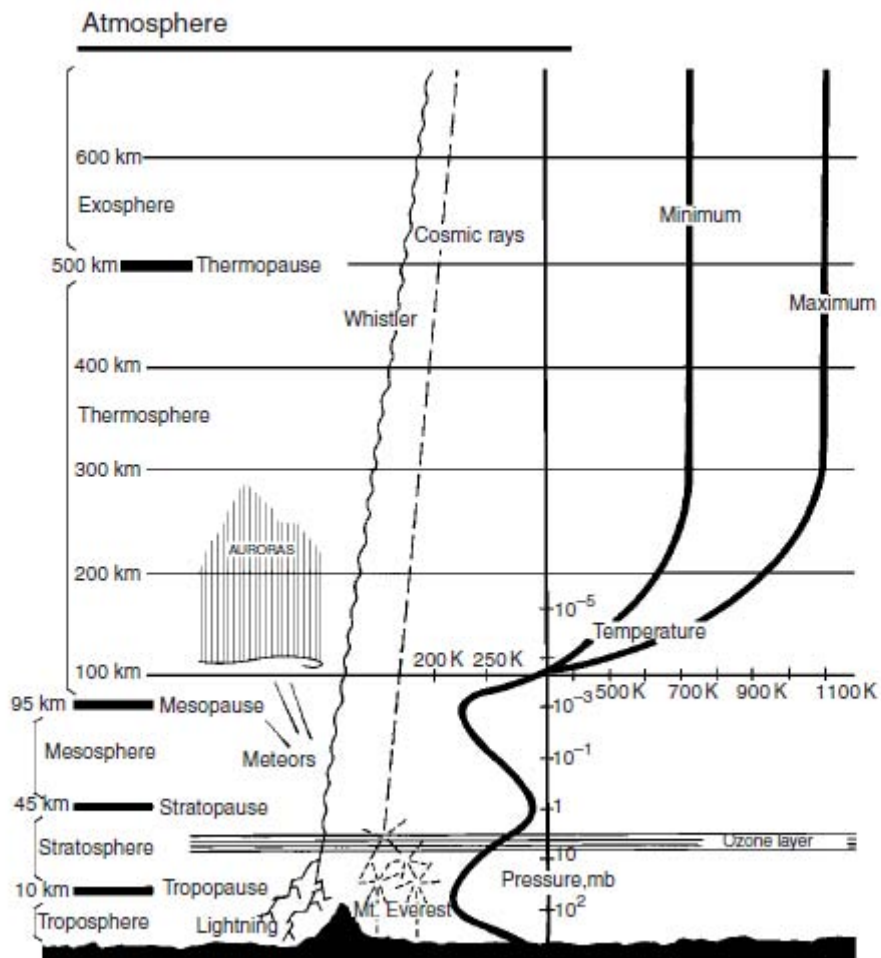 Atmosphere
600 km
Exosphere
Minimum
Cosmic rays
500 km
Thermopause
Maximum
Whistler
400 km
Thermosphere
300 km
AURORAS
200 km
10⁻⁵
Temperature
100 km
200 K 250 K
500 K 700 K 900 K 1100 K
95 km
Mesopause
10⁻³
Meteors
Mesosphere
10⁻¹
45 km
Stratopause
1
Stratosphere
Ozone layer
10
10 km
Tropopause
Pressure,mb
Troposphere
Lightning
Mt. Everest
10²